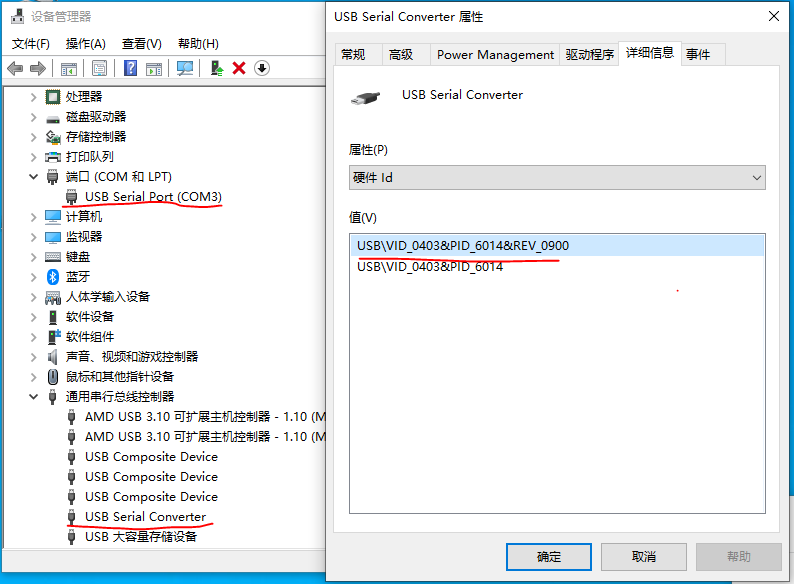 设备管理器
文件(F) 操作(A) 查看(V) 帮助(H)
处理器
磁盘驱动器
存储控制器
打印队列
端口 (COM 和 LPT)
USB Serial Port (COM3)
计算机
监视器
键盘
蓝牙
人体学输入设备
软件设备
软件组件
声音、视频和游戏控制器
鼠标和其他指针设备
通用串行总线控制器
AMD USB 3.10 可扩展主机控制器 - 1.10 (M
AMD USB 3.10 可扩展主机控制器 - 1.10 (M
USB Composite Device
USB Composite Device
USB Composite Device
USB Serial Converter
USB 大容量存储设备
USB Serial Converter 属性
常规 高级 Power Management 驱动程序 详细信息 事件
USB Serial Converter
属性(P)
硬件 Id
值(V)
USB\VID_0403&PID_6014&REV_0900
USB\VID_0403&PID_6014
确定 取消 帮助